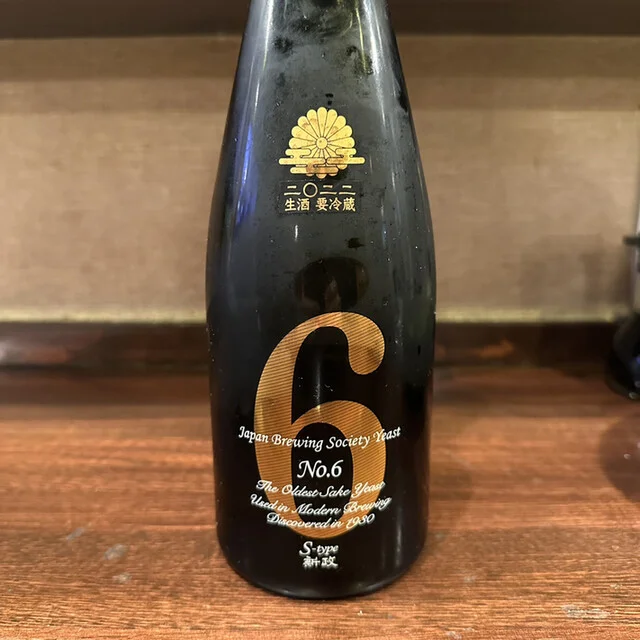 二〇二二
生酒 要冷蔵
6
Japan Brewing Society Yeast
No.6
The Oldest Sake Yeast
Used in Modern Brewing
Discovered in 1930
S-type
新政